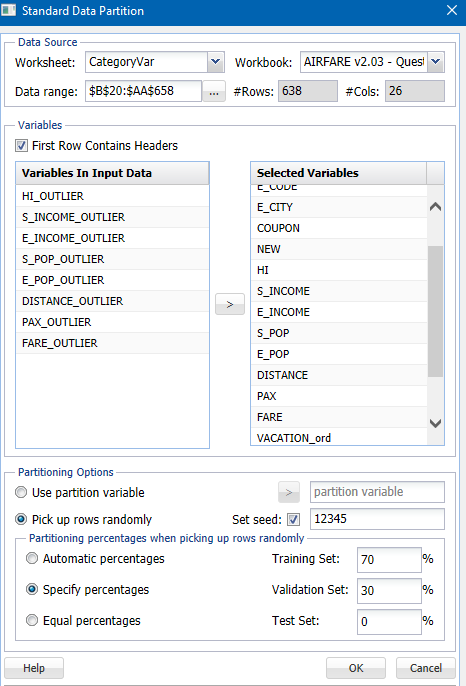 Standard Data Partition
Data Source
Worksheet: CategoryVar Workbook: AIRFARE v2.03 - Quest
Data range: $B$20:$AA$658 ... #Rows: 638 #Cols: 26
Variables
First Row Contains Headers
Variables In Input Data
HI_OUTLIER
S_INCOME_OUTLIER
E_INCOME_OUTLIER
S_POP_OUTLIER
E_POP_OUTLIER
DISTANCE_OUTLIER
PAX_OUTLIER
FARE_OUTLIER
>
Selected Variables
E_CODE
E_CITY
COUPON
NEW
HI
S_INCOME
E_INCOME
S_POP
E_POP
DISTANCE
PAX
FARE
VACATION_ord
Partitioning Options
Use partition variable > partition variable
Pick up rows randomly Set seed: 12345
Partitioning percentages when picking up rows randomly
Automatic percentages Training Set: 70 %
Specify percentages Validation Set: 30 %
Equal percentages Test Set: 0 %
Help OK Cancel